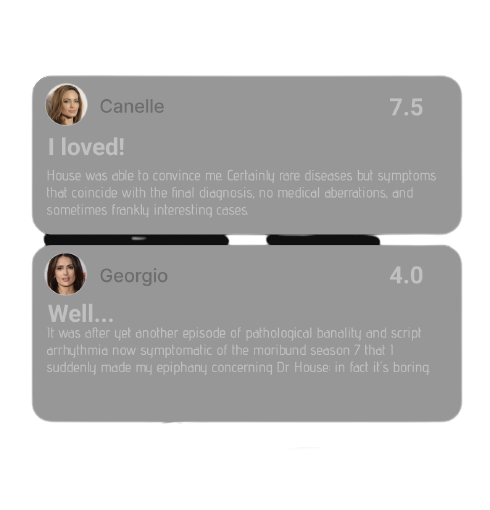 Canelle
7.5
I loved!
House was able to convince me. Certainly rare diseases but symptoms
that coincide with the final diagnosis, no medical aberrations, and
sometimes frankly interesting cases.
Georgio
4.0
Well...
It was after yet another episode of pathological banality and script
arrhythmia now symptomatic of the moribund season 7 that I
suddenly made my epiphany concerning Dr House: in fact it's boring.